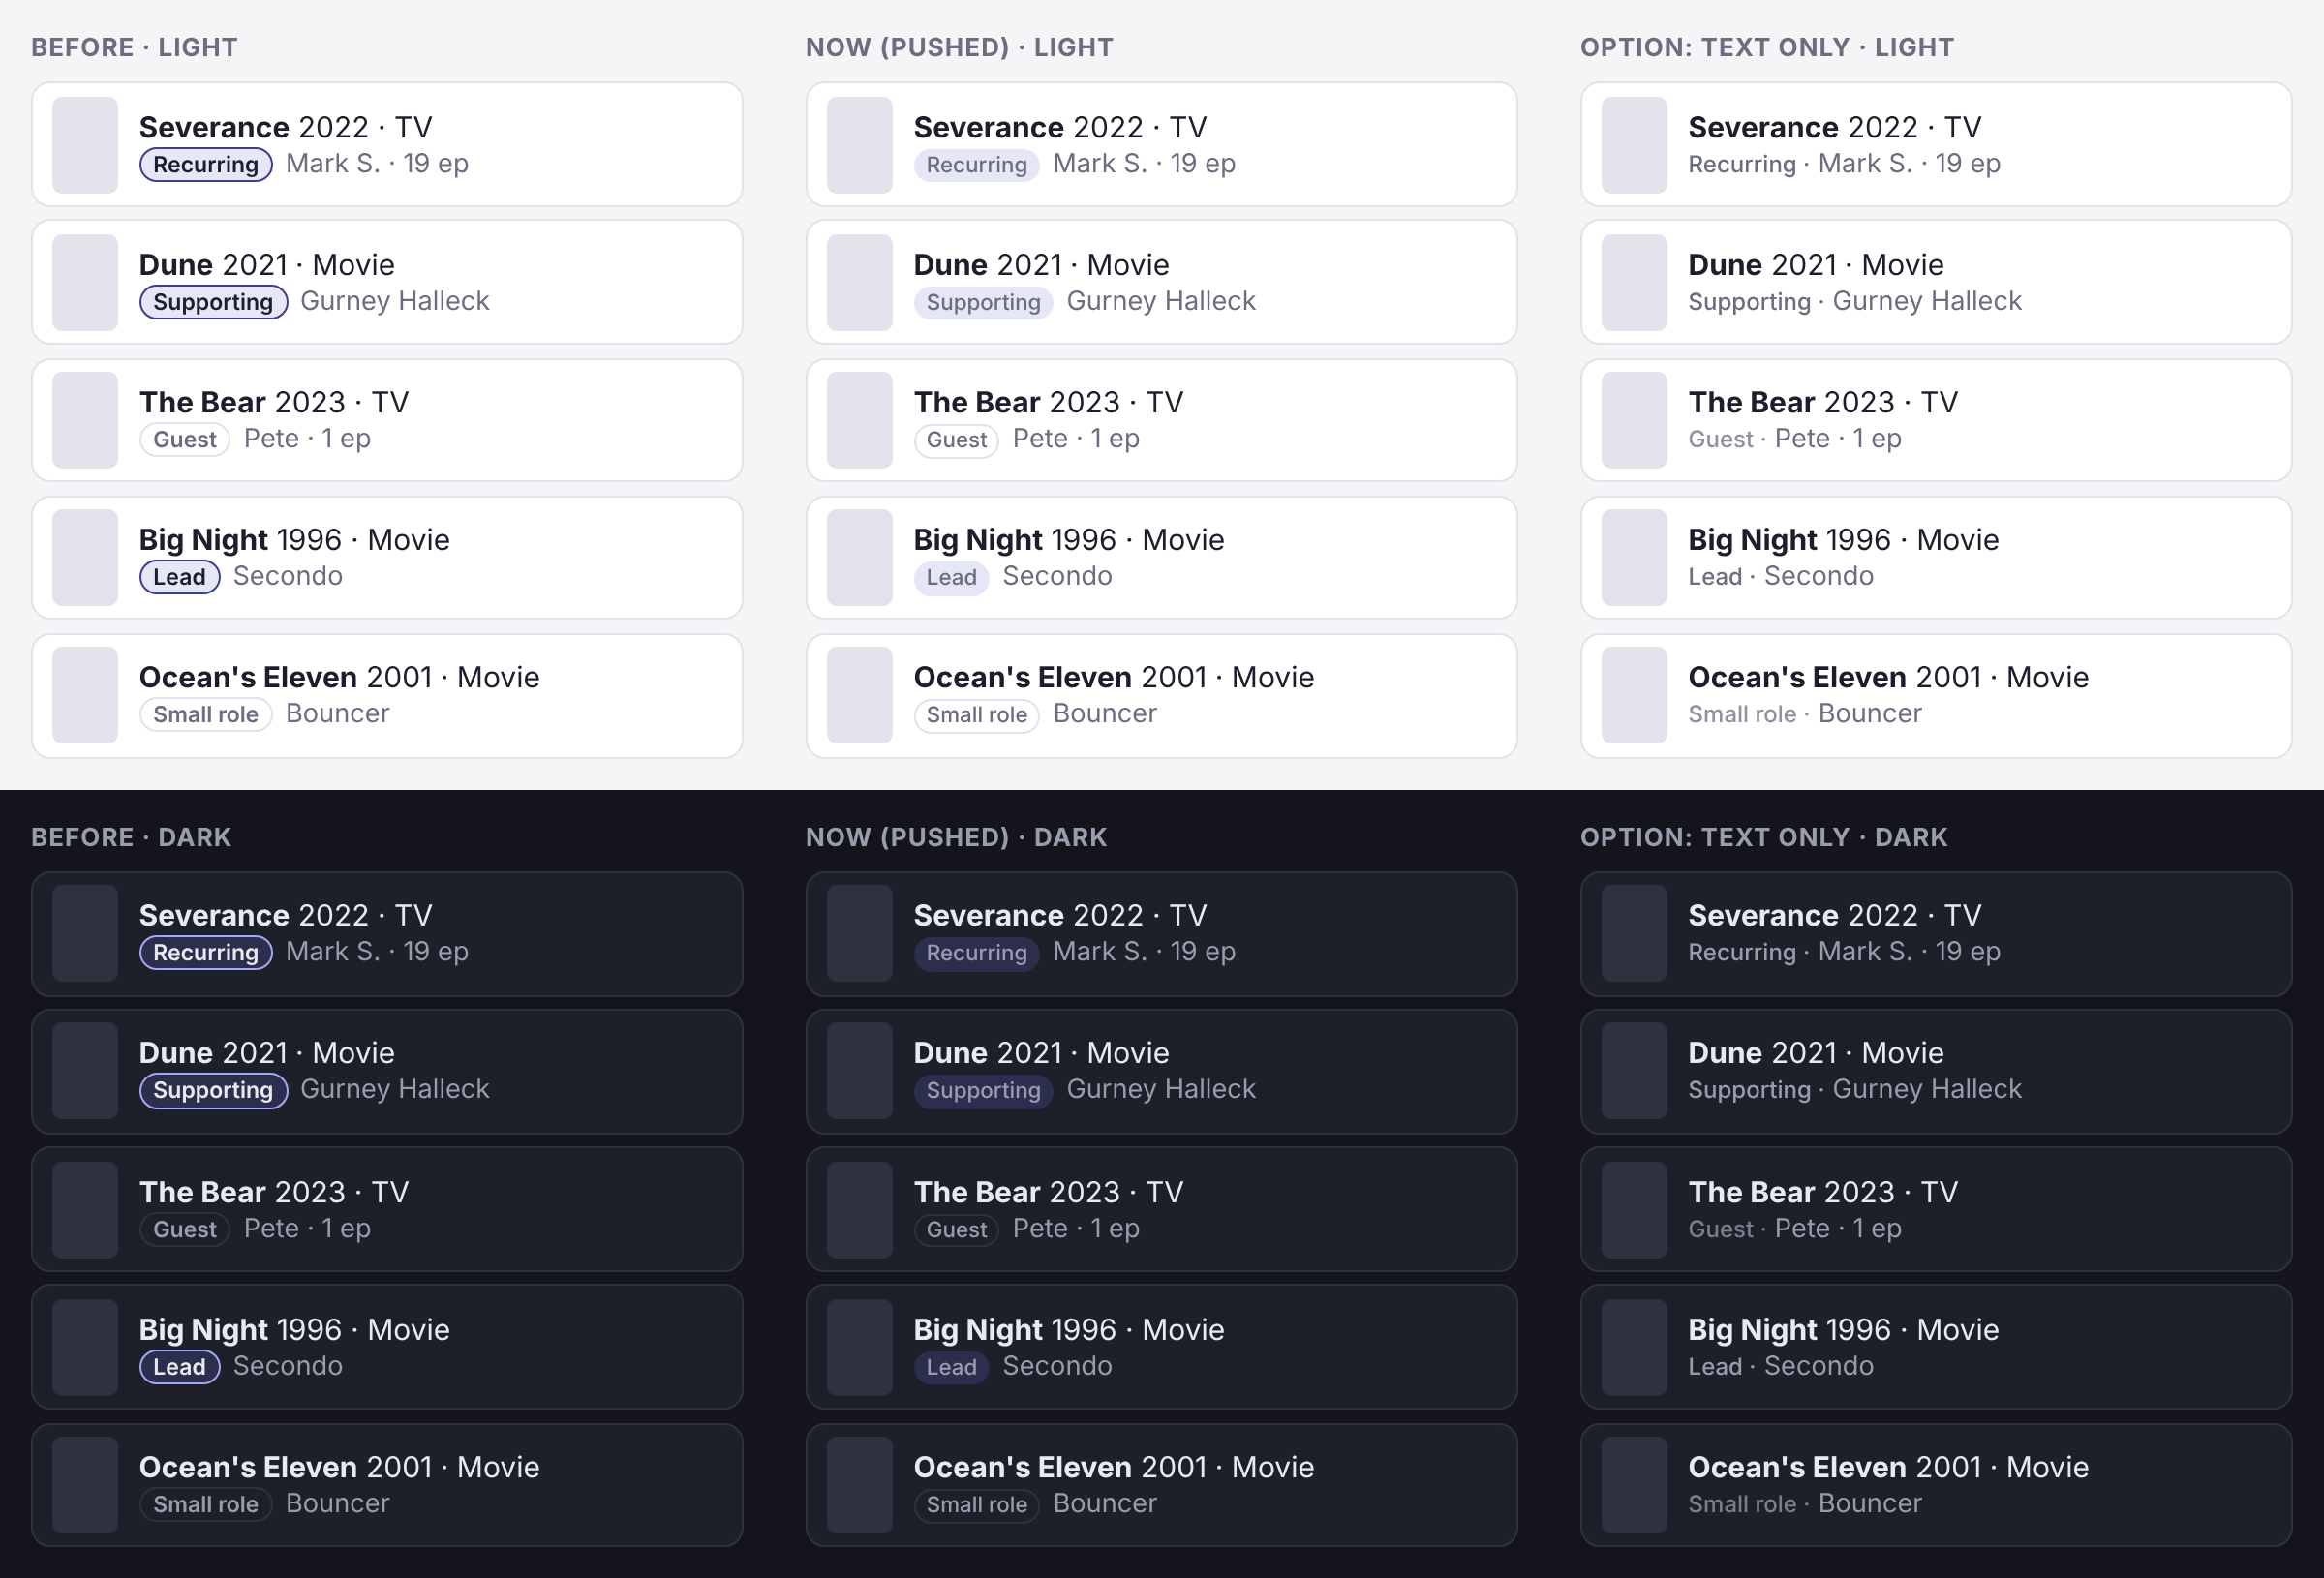 BEFORE · LIGHT
Severance 2022 · TV
Recurring Mark S. · 19 ep
Dune 2021 · Movie
Supporting Gurney Halleck
The Bear 2023 · TV
Guest Pete · 1 ep
Big Night 1996 · Movie
Lead Secondo
Ocean's Eleven 2001 · Movie
Small role Bouncer
NOW (PUSHED) · LIGHT
Severance 2022 · TV
Recurring Mark S. · 19 ep
Dune 2021 · Movie
Supporting Gurney Halleck
The Bear 2023 · TV
Guest Pete · 1 ep
Big Night 1996 · Movie
Lead Secondo
Ocean's Eleven 2001 · Movie
Small role Bouncer
OPTION: TEXT ONLY · LIGHT
Severance 2022 · TV
Recurring · Mark S. · 19 ep
Dune 2021 · Movie
Supporting · Gurney Halleck
The Bear 2023 · TV
Guest · Pete · 1 ep
Big Night 1996 · Movie
Lead · Secondo
Ocean's Eleven 2001 · Movie
Small role · Bouncer
BEFORE · DARK
Severance 2022 · TV
Recurring Mark S. · 19 ep
Dune 2021 · Movie
Supporting Gurney Halleck
The Bear 2023 · TV
Guest Pete · 1 ep
Big Night 1996 · Movie
Lead Secondo
Ocean's Eleven 2001 · Movie
Small role Bouncer
NOW (PUSHED) · DARK
Severance 2022 · TV
Recurring Mark S. · 19 ep
Dune 2021 · Movie
Supporting Gurney Halleck
The Bear 2023 · TV
Guest Pete · 1 ep
Big Night 1996 · Movie
Lead Secondo
Ocean's Eleven 2001 · Movie
Small role Bouncer
OPTION: TEXT ONLY · DARK
Severance 2022 · TV
Recurring · Mark S. · 19 ep
Dune 2021 · Movie
Supporting · Gurney Halleck
The Bear 2023 · TV
Guest · Pete · 1 ep
Big Night 1996 · Movie
Lead · Secondo
Ocean's Eleven 2001 · Movie
Small role · Bouncer